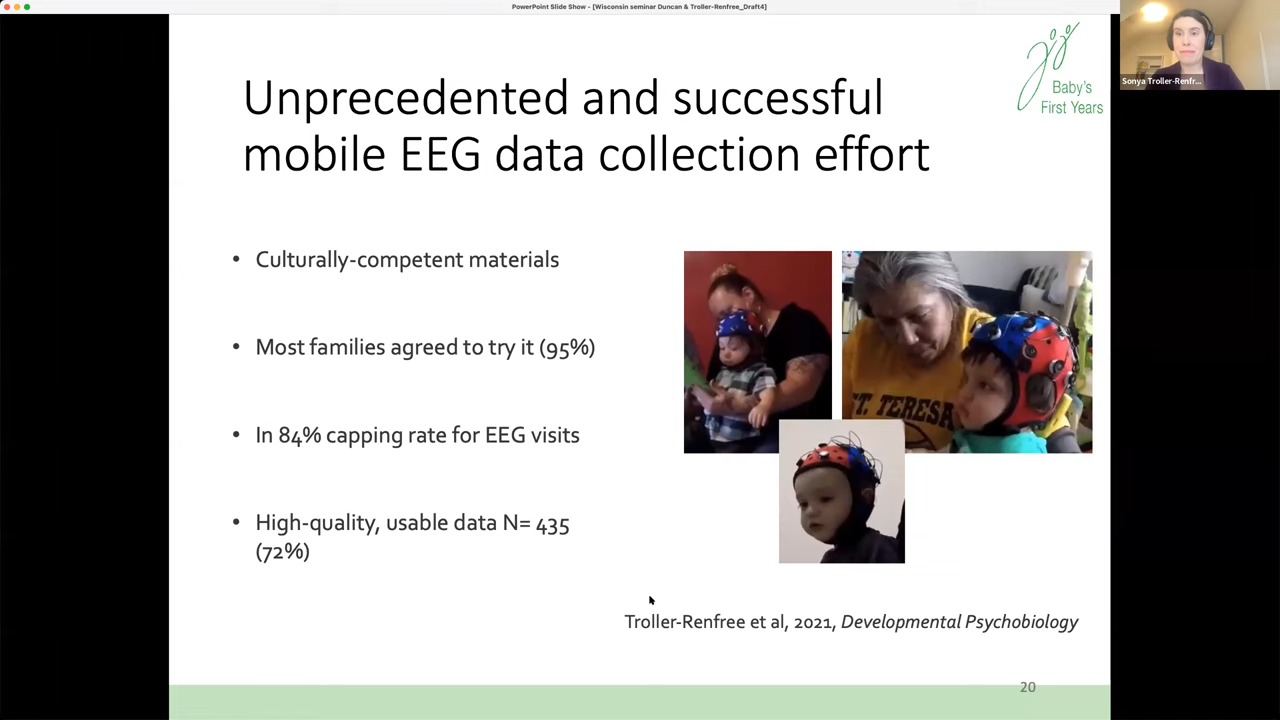 PowerPoint Slide Show - [Wisconsin seminar Duncan & Troller-Renfree_Draft4]
Sonya Troller-Renfr...
Baby's
First Years
Unprecedented and successful
mobile EEG data collection effort
• Culturally-competent materials
• Most families agreed to try it (95%)
• In 84% capping rate for EEG visits
• High-quality, usable data N= 435
(72%)
ST. TERESA
Troller-Renfree et al, 2021, Developmental Psychobiology
20